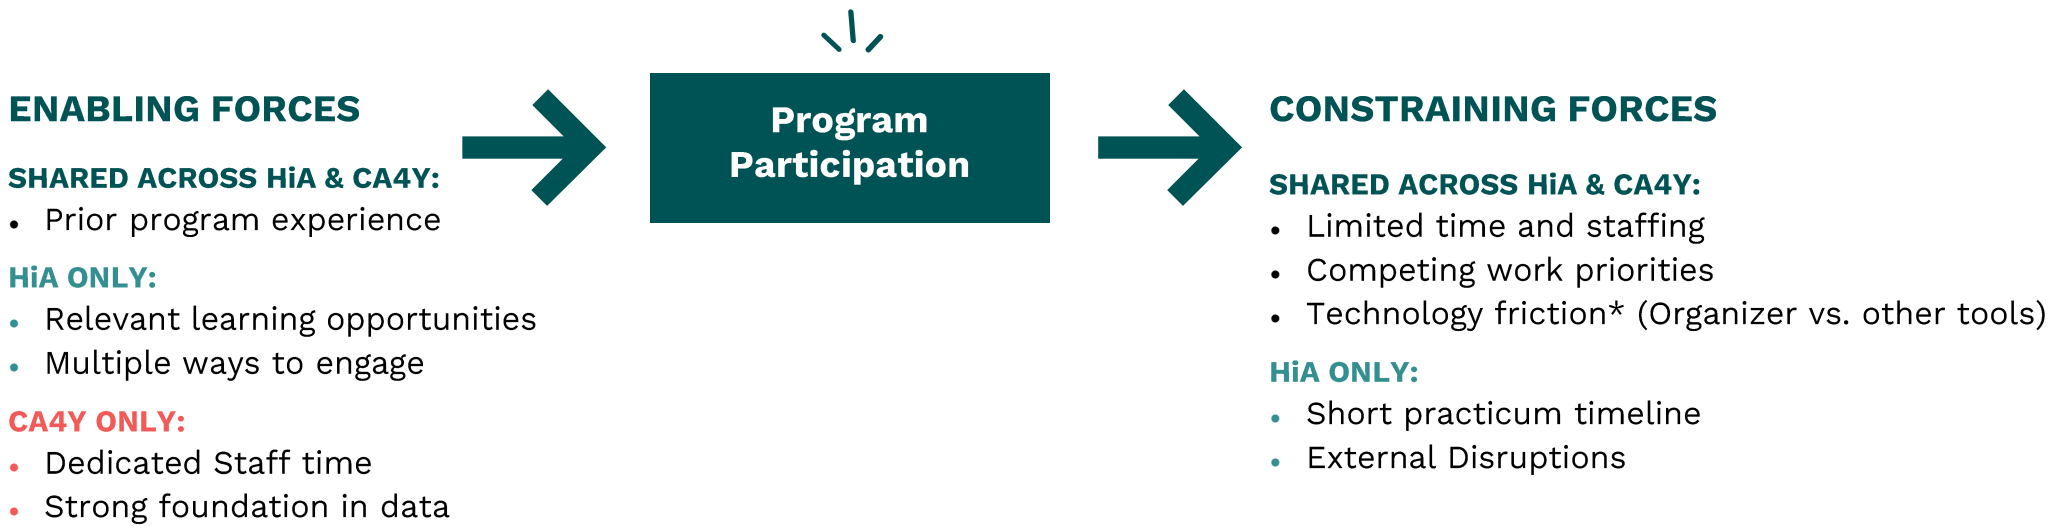 ENABLING FORCES
SHARED ACROSS HiA & CA4Y:
• Prior program experience
HiA ONLY:
• Relevant learning opportunities
• Multiple ways to engage
CA4Y ONLY:
• Dedicated Staff time
• Strong foundation in data
Program
Participation
CONSTRAINING FORCES
SHARED ACROSS HiA & CA4Y:
• Limited time and staffing
• Competing work priorities
• Technology friction* (Organizer vs. other tools)
HiA ONLY:
• Short practicum timeline
• External Disruptions